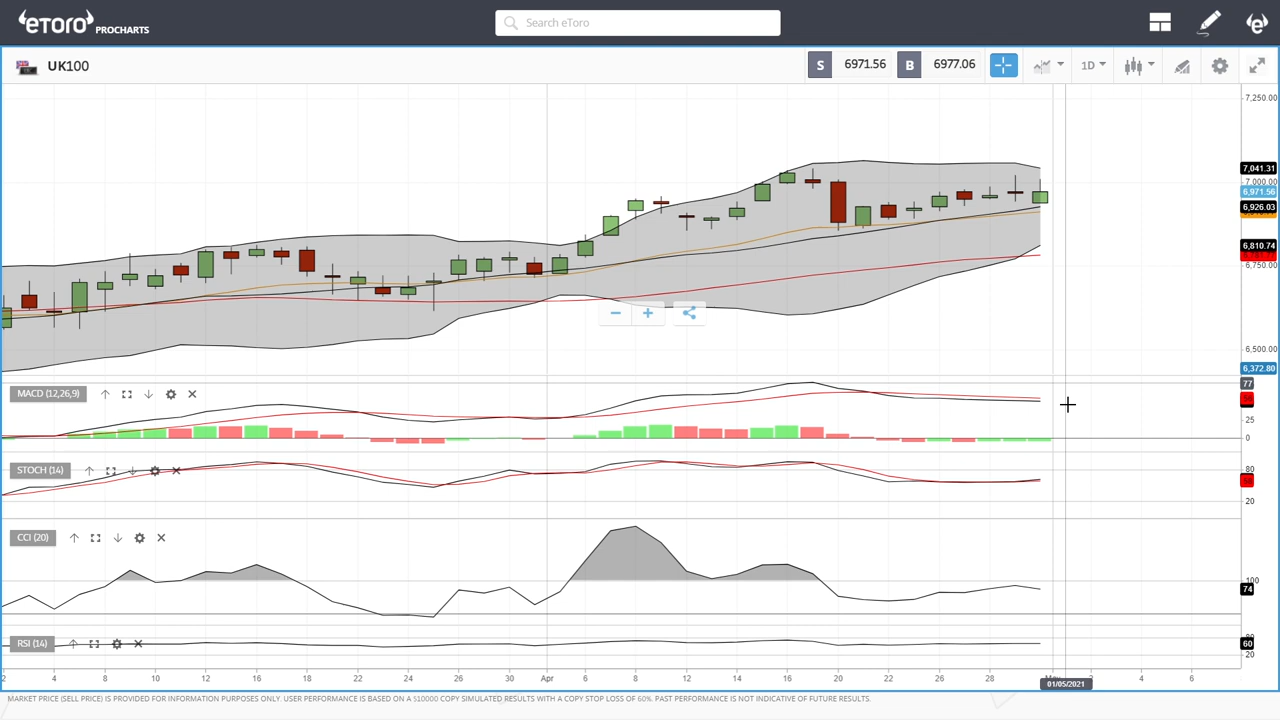 eTORO PROCHARTS
Search eToro
UK100
S 6971.56 B 6977.06
1D
7,250.00
7,041.31
7,000.00
6,971.56
6,926.03
6,810.74
6,750.00
6,500.00
6,372.80
MACD (12,26,9)
77
25
0
STOCH (14)
80
20
CCI (20)
100
74
RSI (14)
60
20
2 4 8 10 12 14 16 18 22 24 26 28 30 Apr 6 8 12 14 16 18 20 22 26 28 4 6
01/05/2021
MARKET PRICE (SELL PRICE) IS PROVIDED FOR INFORMATION PURPOSES ONLY. USER PERFORMANCE IS BASED ON A $10000 COPY SIMULATED RESULTS WITH A COPY STOP LOSS OF 60%. PAST PERFORMANCE IS NOT INDICATIVE OF FUTURE RESULTS.